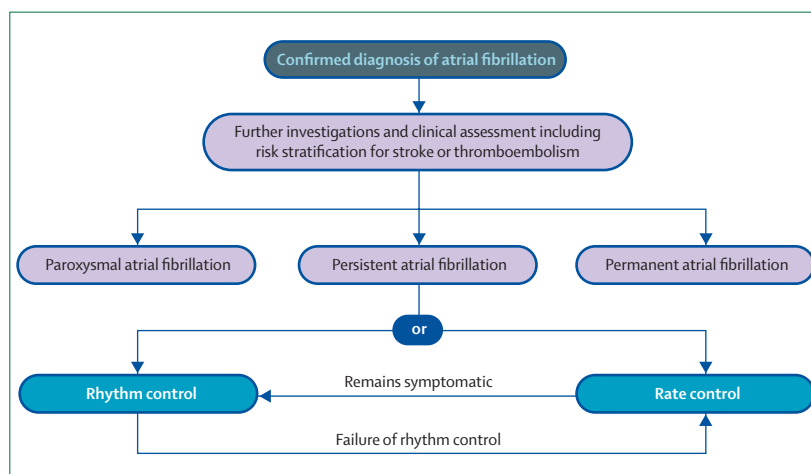 Confirmed diagnosis of atrial fibrillation
Further investigations and clinical assessment including
risk stratification for stroke or thromboembolism
Paroxysmal atrial fibrillation
Persistent atrial fibrillation
Permanent atrial fibrillation
or
Rhythm control
Remains symptomatic
Rate control
Failure of rhythm control